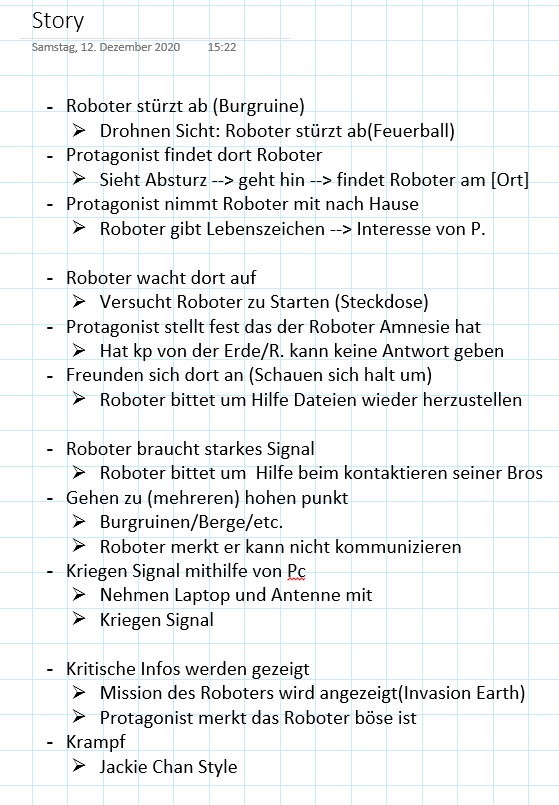 Story
Samstag, 12. Dezember 2020 15:22
- Roboter stürzt ab (Burgruine)
➢ Drohnen Sicht: Roboter stürzt ab(Feuerball)
- Protagonist findet dort Roboter
➢ Sieht Absturz --> geht hin --> findet Roboter am [Ort]
- Protagonist nimmt Roboter mit nach Hause
➢ Roboter gibt Lebenszeichen --> Interesse von P.
- Roboter wacht dort auf
➢ Versucht Roboter zu Starten (Steckdose)
- Protagonist stellt fest das der Roboter Amnesie hat
➢ Hat kp von der Erde/R. kann keine Antwort geben
- Freunden sich dort an (Schauen sich halt um)
➢ Roboter bittet um Hilfe Dateien wieder herzustellen
- Roboter braucht starkes Signal
➢ Roboter bittet um Hilfe beim kontaktieren seiner Bros
- Gehen zu (mehreren) hohen punkt
➢ Burgruinen/Berge/etc.
➢ Roboter merkt er kann nicht kommunizieren
- Kriegen Signal mithilfe von Pc
➢ Nehmen Laptop und Antenne mit
➢ Kriegen Signal
- Kritische Infos werden gezeigt
➢ Mission des Roboters wird angezeigt(Invasion Earth)
➢ Protagonist merkt das Roboter böse ist
- Krampf
➢ Jackie Chan Style